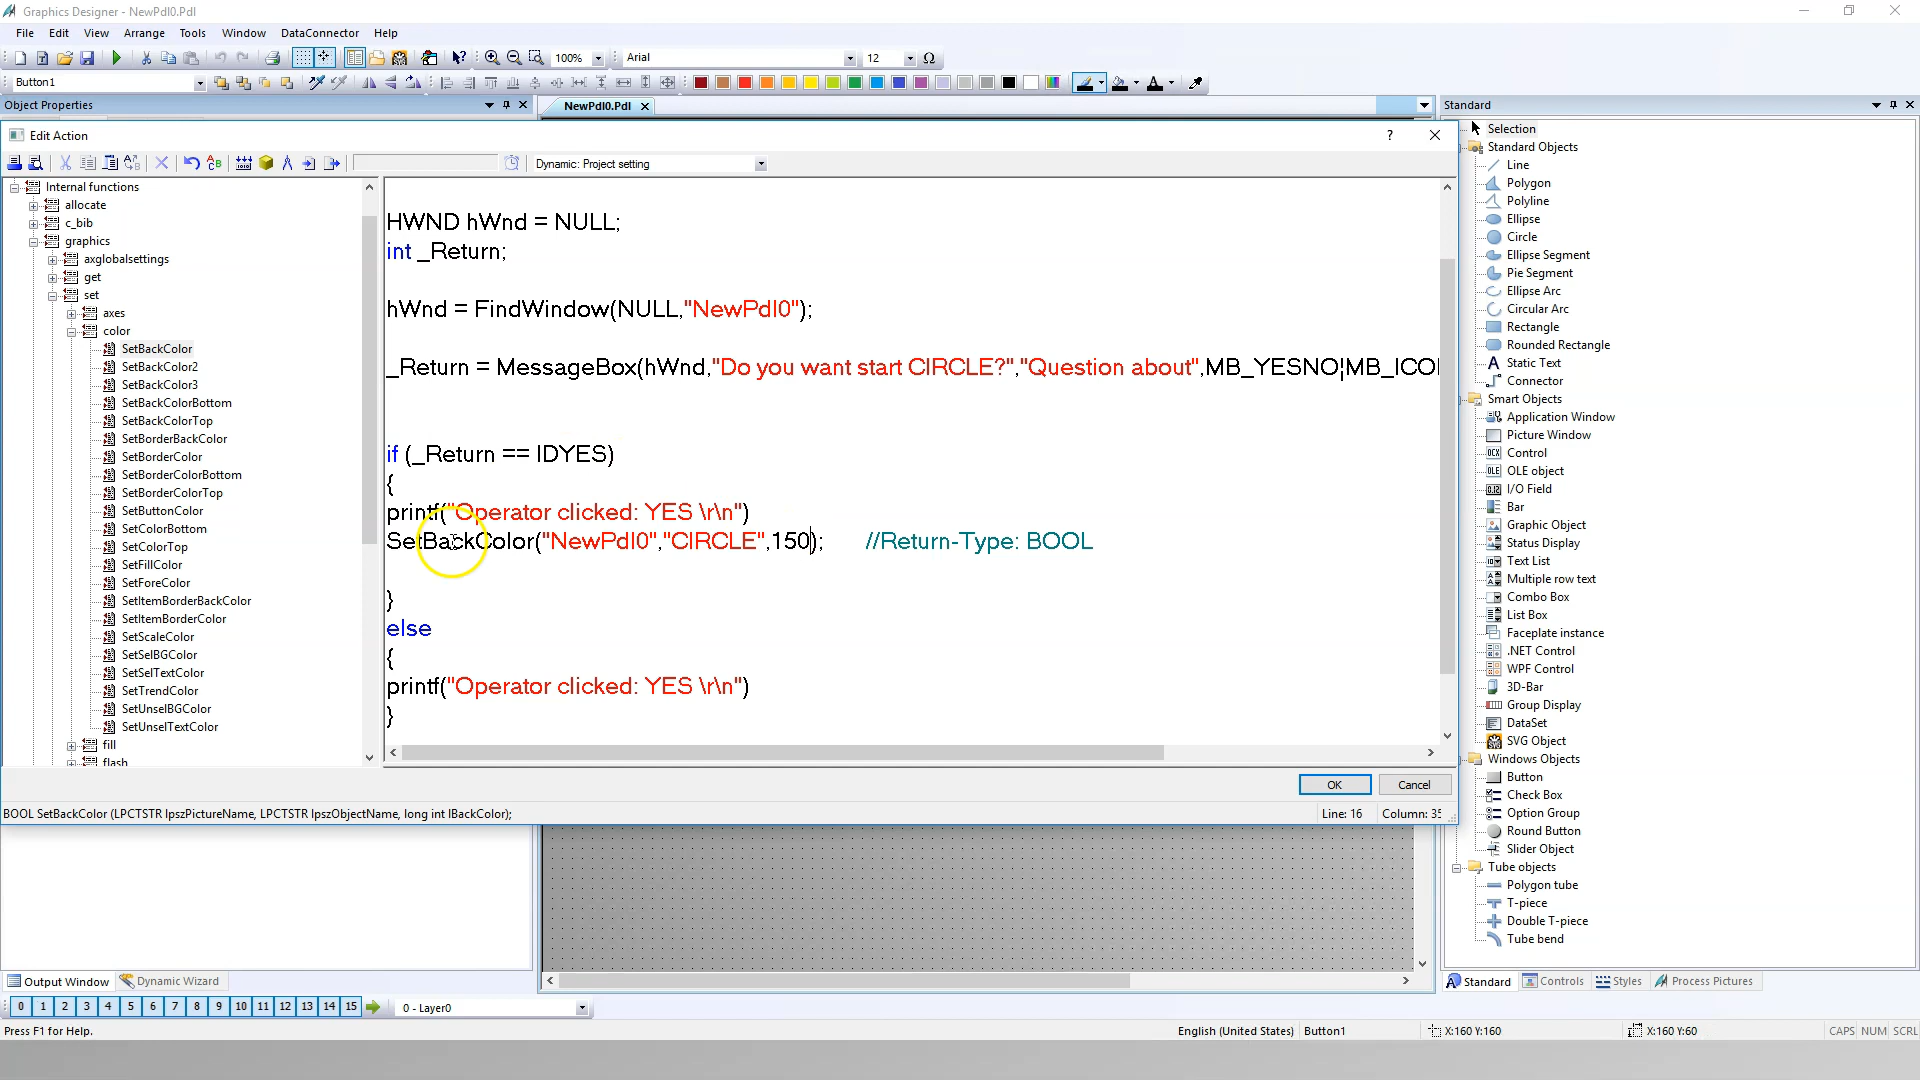 Graphics Designer - NewPdl0.Pdl
File Edit View Arrange Tools Window DataConnector Help
100% Arial 12
Button1
Object Properties
NewPdl0.Pdl
Standard
Edit Action
?
Dynamic: Project setting
Internal functions
allocate
c_bib
graphics
axglobalsettings
get
set
axes
color
SetBackColor
SetBackColor2
SetBackColor3
SetBackColorBottom
SetBackColorTop
SetBorderBackColor
SetBorderColor
SetBorderColorBottom
SetBorderColorTop
SetButtonColor
SetColorBottom
SetColorTop
SetFillColor
SetForeColor
SetItemBorderBackColor
SetItemBorderColor
SetScaleColor
SetSelBGColor
SetSelTextColor
SetTrendColor
SetUnselBGColor
SetUnselTextColor
fill
flash
HWND hWnd = NULL;
int _Return;
hWnd = FindWindow(NULL,"NewPdl0");
_Return = MessageBox(hWnd,"Do you want start CIRCLE?","Question about",MB_YESNO|MB_ICO
if (_Return == IDYES)
{
printf("Operator clicked: YES \r\n")
SetBackColor("NewPdl0","CIRCLE",150); //Return-Type: BOOL
}
else
{
printf("Operator clicked: YES \r\n")
}
OK Cancel
BOOL SetBackColor (LPCTSTR lpszPictureName, LPCTSTR lpszObjectName, long int lBackColor); Line: 16 Column: 35
Selection
Standard Objects
Line
Polygon
Polyline
Ellipse
Circle
Ellipse Segment
Pie Segment
Ellipse Arc
Circular Arc
Rectangle
Rounded Rectangle
Static Text
Connector
Smart Objects
Application Window
Picture Window
Control
OLE object
I/O Field
Bar
Graphic Object
Status Display
Text List
Multiple row text
Combo Box
List Box
Faceplate instance
.NET Control
WPF Control
3D-Bar
Group Display
DataSet
SVG Object
Windows Objects
Button
Check Box
Option Group
Round Button
Slider Object
Tube objects
Polygon tube
T-piece
Double T-piece
Tube bend
Output Window Dynamic Wizard
Standard Controls Styles Process Pictures
0 1 2 3 4 5 6 7 8 9 10 11 12 13 14 15 0 - Layer0
Press F1 for Help. English (United States) Button1 X:160 Y:160 X:160 Y:60 CAPS NUM SCRL